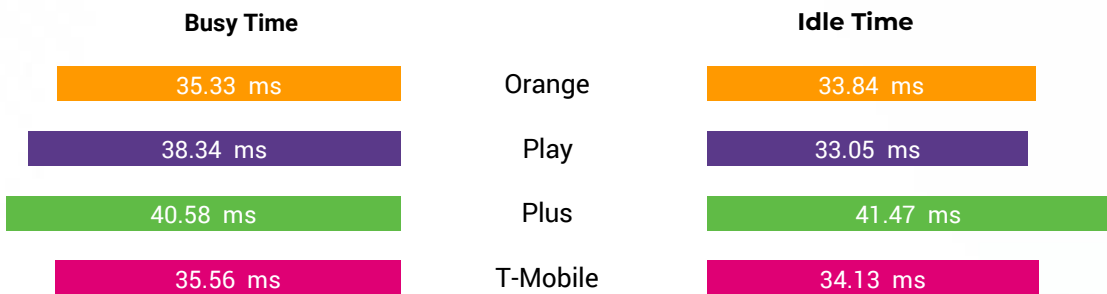 Busy Time Idle Time
35.33 ms Orange 33.84 ms
38.34 ms Play 33.05 ms
40.58 ms Plus 41.47 ms
35.56 ms T-Mobile 34.13 ms